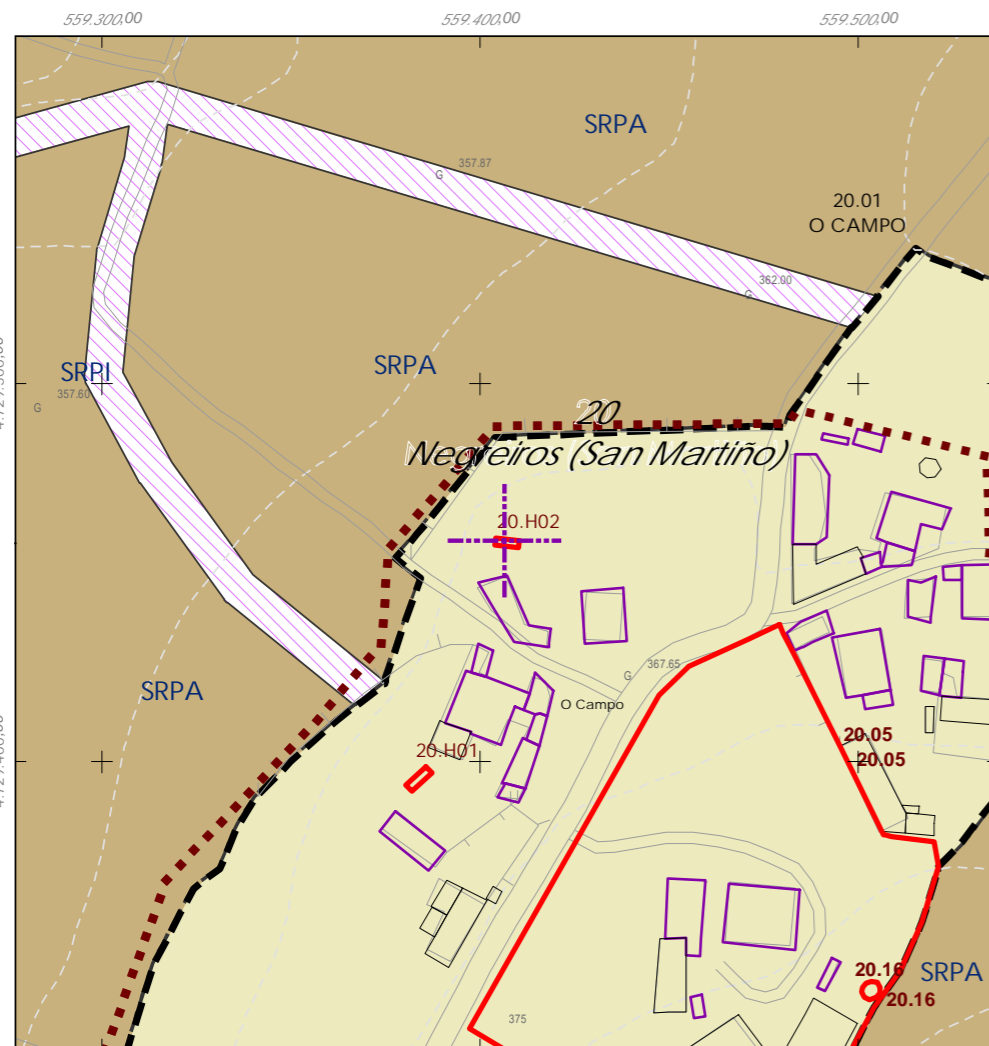 559.300,00
559.400,00
559.500,00
SRPA
357.87
G
20.01
O CAMPO
362.00
G
SRPA
SRPI
357.60
G
20
Negreiros (San Martiño)
20.H02
367.65
G
SRPA
O Campo
20.05
20.05
20.H01
20.16
SRPA
20.16
375